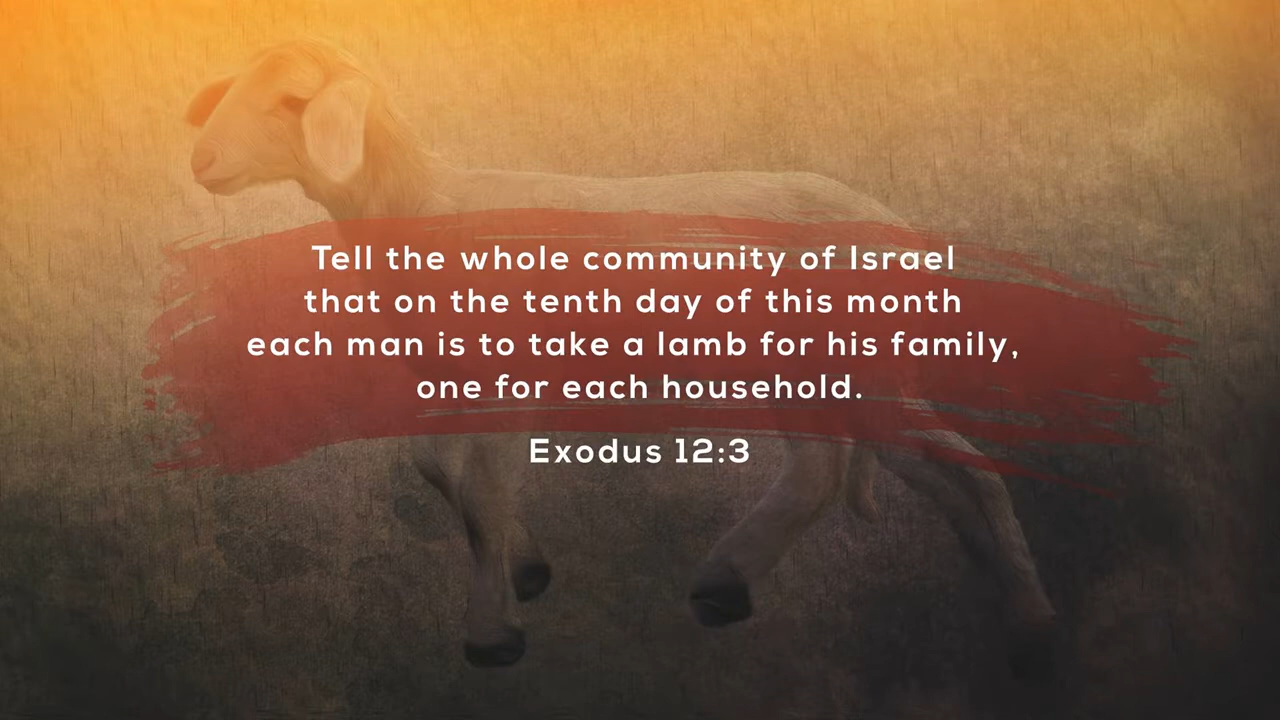 Tell the whole community of Israel
that on the tenth day of this month
each man is to take a lamb for his family,
one for each household.
Exodus 12:3